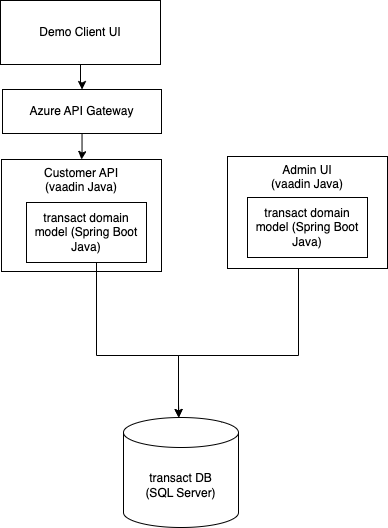 Demo Client UI
Azure API Gateway
Customer API
(vaadin Java)
transact domain
model (Spring Boot
Java)
Admin UI
(vaadin Java)
transact domain
model (Spring Boot
Java)
transact DB
(SQL Server)